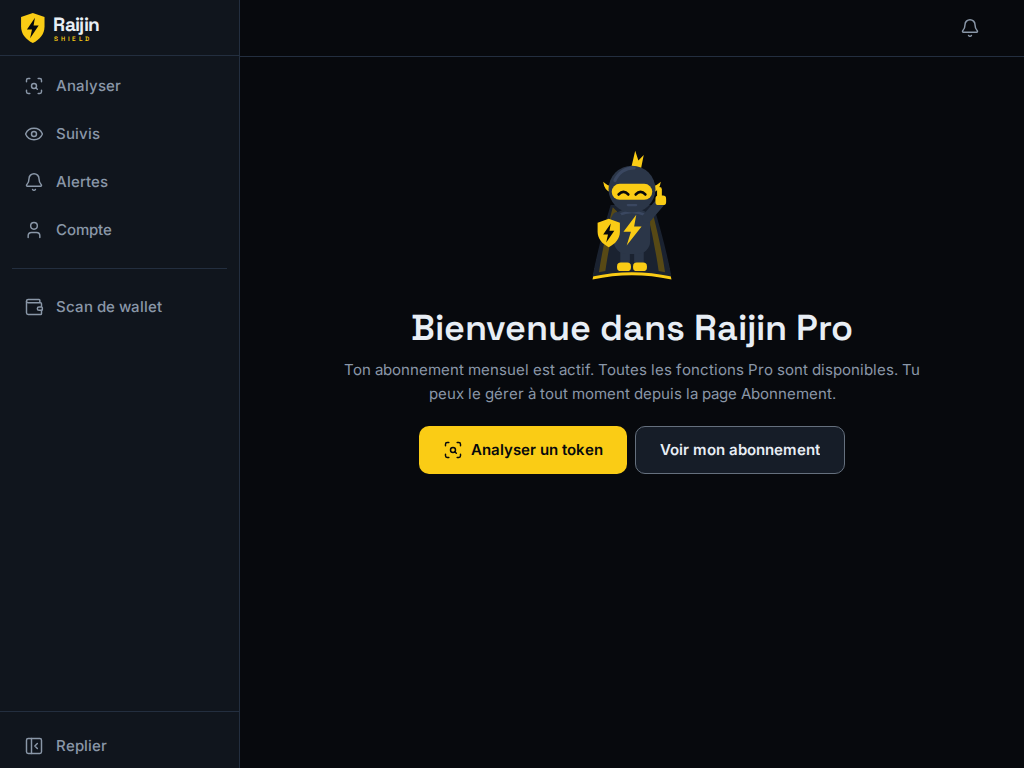 Raijin
SHIELD
Analyser
Suivis
Alertes
Compte
Scan de wallet
Replier
Bienvenue dans Raijin Pro
Ton abonnement mensuel est actif. Toutes les fonctions Pro sont disponibles. Tu
peux le gérer à tout moment depuis la page Abonnement.
Analyser un token
Voir mon abonnement